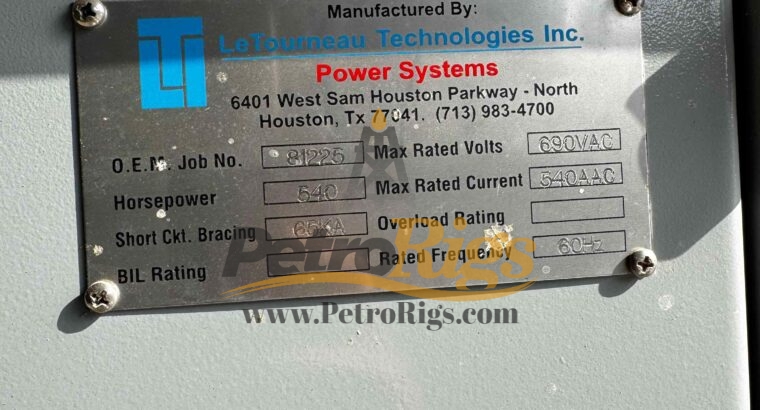 Manufactured By:
LeTourneau Technologies Inc.
Power Systems
6401 West Sam Houston Parkway - North
Houston, Tx 77041. (713) 983-4700
O.E.M. Job No. 81225 Max Rated Volts 690VAC
Horsepower 540 Max Rated Current 540AAC
Short Ckt. Bracing 65KA Overload Rating
BIL Rating Rated Frequency 60Hz
PetroRigs
www.PetroRigs.com